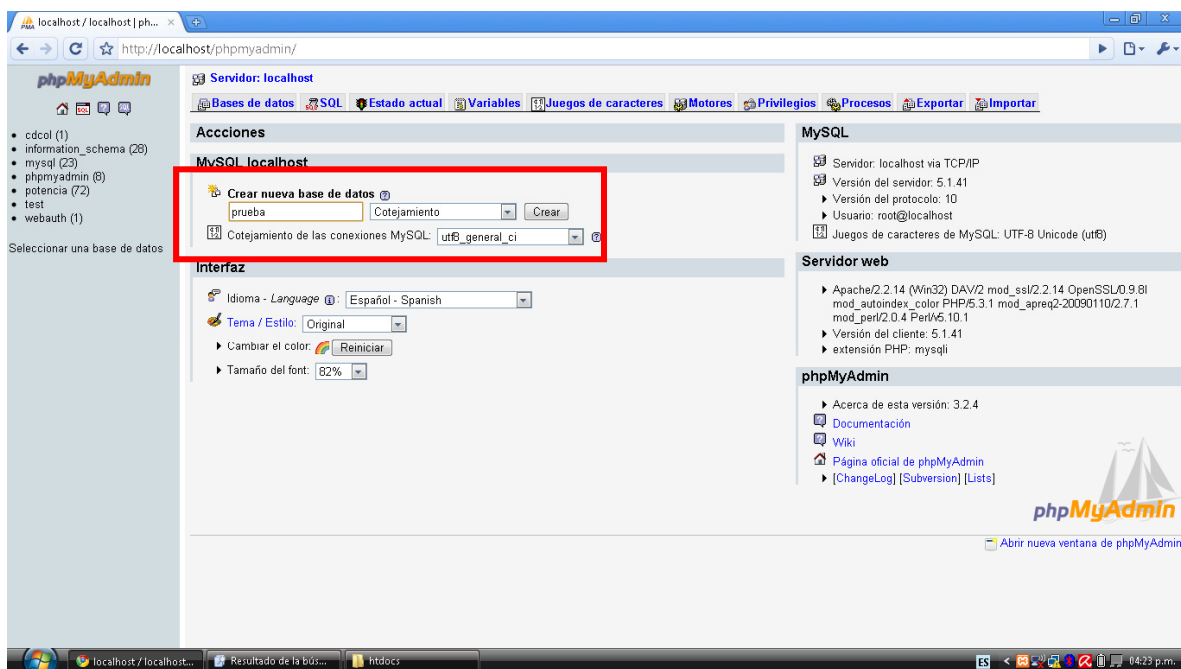 localhost / localhost | ph...
http://localhost/phpmyadmin/
phpMyAdmin
cdcol (1)
information_schema (28)
mysql (23)
phpmyadmin (8)
potencia (72)
test
webauth (1)
Seleccionar una base de datos
Servidor: localhost
Bases de datos SQL Estado actual Variables Juegos de caracteres Motores Privilegios Procesos Exportar Importar
Accciones
MySQL localhost
Crear nueva base de datos
prueba Cotejamiento Crear
Cotejamiento de las conexiones MySQL: utf8_general_ci
Interfaz
Idioma - Language : Español - Spanish
Tema / Estilo: Original
Cambiar el color: Reiniciar
Tamaño del font: 82%
MySQL
Servidor: localhost via TCP/IP
Versión del servidor: 5.1.41
Versión del protocolo: 10
Usuario: root@localhost
Juegos de caracteres de MySQL: UTF-8 Unicode (utf8)
Servidor web
Apache/2.2.14 (Win32) DAV/2 mod_ssl/2.2.14 OpenSSL/0.9.8l
mod_autoindex_color PHP/5.3.1 mod_apreq2-20090110/2.7.1
mod_perl/2.0.4 Perl/v5.10.1
Versión del cliente: 5.1.41
extensión PHP: mysqli
phpMyAdmin
Acerca de esta versión: 3.2.4
Documentación
Wiki
Página oficial de phpMyAdmin
[ChangeLog] [Subversion] [Lists]
phpMyAdmin
Abrir nueva ventana de phpMyAdmin
localhost / localhost... Resultado de la bús... htdocs ES 04:23 p.m.